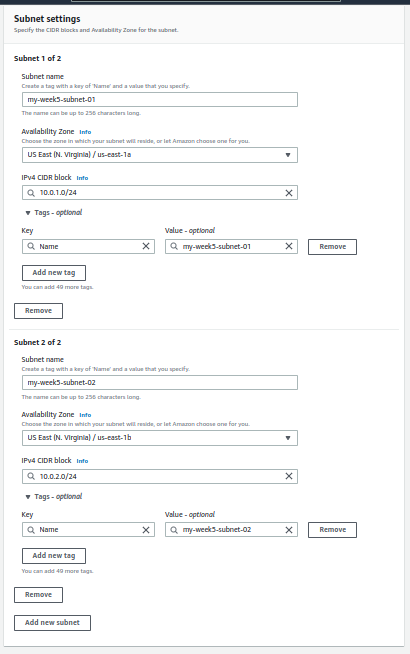 Subnet settings
Specify the CIDR blocks and Availability Zone for the subnet.
Subnet 1 of 2
Subnet name
Create a tag with a key of 'Name' and a value that you specify.
my-week5-subnet-01
The name can be up to 256 characters long.
Availability Zone Info
Choose the zone in which your subnet will reside, or let Amazon choose one for you.
US East (N. Virginia) / us-east-1a
IPv4 CIDR block Info
10.0.1.0/24
Tags - optional
Key Value - optional
Name my-week5-subnet-01 Remove
Add new tag
You can add 49 more tags.
Remove
Subnet 2 of 2
Subnet name
Create a tag with a key of 'Name' and a value that you specify.
my-week5-subnet-02
The name can be up to 256 characters long.
Availability Zone Info
Choose the zone in which your subnet will reside, or let Amazon choose one for you.
US East (N. Virginia) / us-east-1b
IPv4 CIDR block Info
10.0.2.0/24
Tags - optional
Key Value - optional
Name my-week5-subnet-02 Remove
Add new tag
You can add 49 more tags.
Remove
Add new subnet